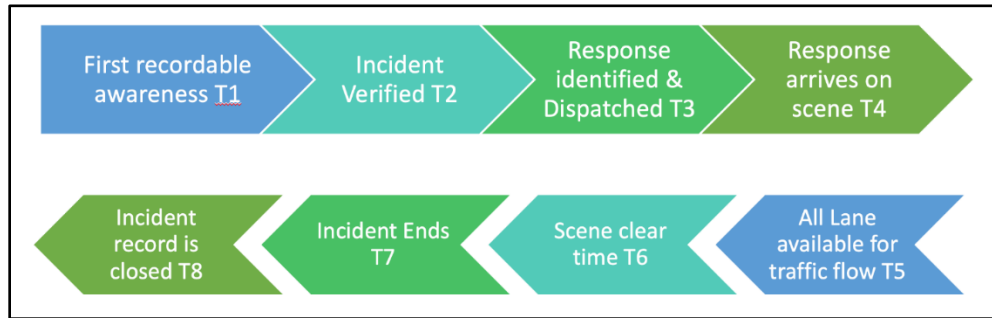 First recordable
awareness T1
Incident
Verified T2
Response
identified &
Dispatched T3
Response
arrives on
scene T4
All Lane
available for
traffic flow T5
Scene clear
time T6
Incident Ends
T7
Incident
record is
closed T8